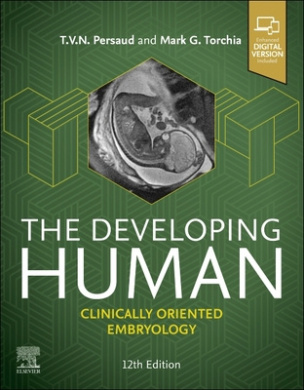 T.V.N. Persaud and Mark G. Torchia
Enhanced
DIGITAL
VERSION
Included
THE DEVELOPING
HUMAN
CLINICALLY ORIENTED
EMBRYOLOGY
ELSEVIER
12th Edition